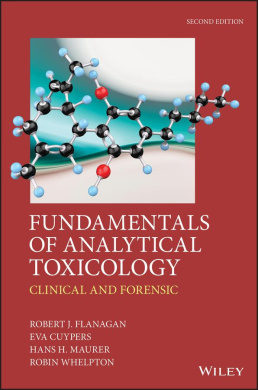 SECOND EDITION
FUNDAMENTALS
OF ANALYTICAL
TOXICOLOGY
CLINICAL AND FORENSIC
ROBERT J. FLANAGAN
EVA CUYPERS
HANS H. MAURER
ROBIN WHELPTON
WILEY